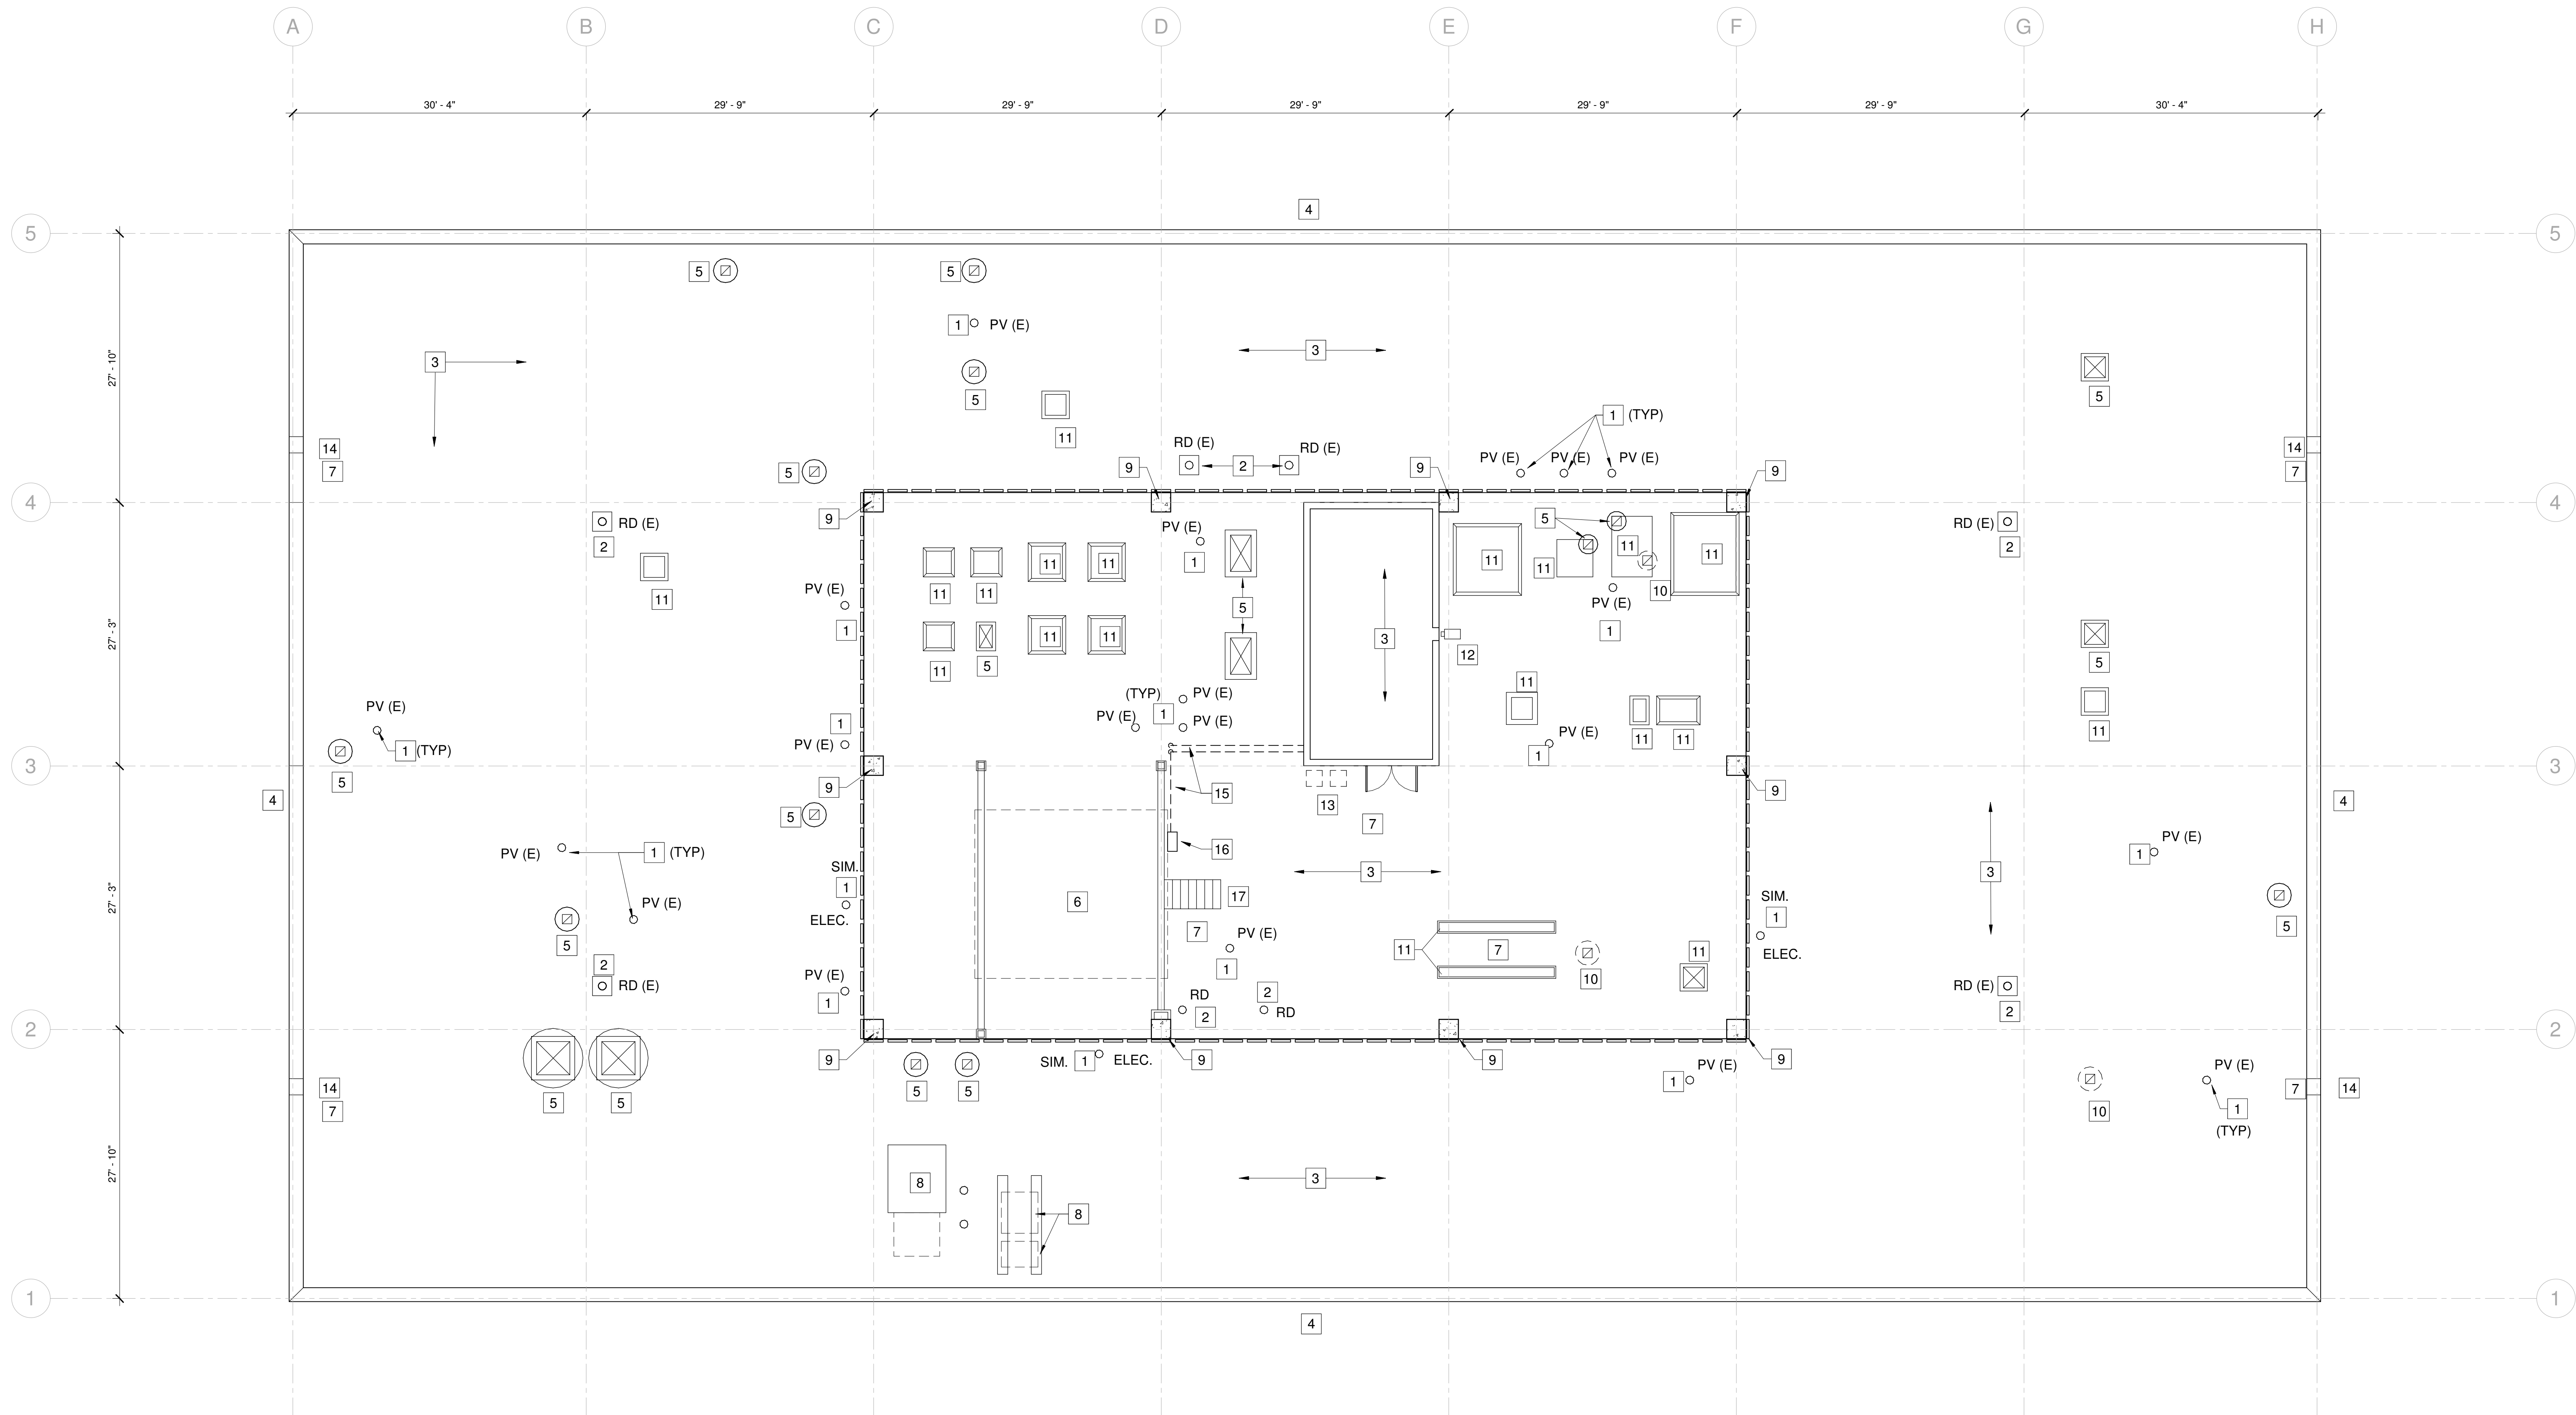 A B C D E F G H
30' - 4" 29' - 9" 29' - 9" 29' - 9" 29' - 9" 29' - 9" 30' - 4"
4
5 5
5 5
1 PV (E)
3 3
27' - 10"
5 5
1 (TYP)
11
RD (E) RD (E)
14 14
PV (E) PV (E) PV (E)
5 9 2 9 9
7 7
4 4
9 5
RD (E) PV (E) RD (E)
2 1 11 2
11 11 11 11
11 11 11
11 11 10
PV (E) 5 PV (E)
27' - 3"
1 11 11 3 1
12
11 5 5
11
(TYP) PV (E)
PV (E) 1
PV (E) PV (E)
1 11
PV (E) PV (E) 11 11
1 (TYP) 1
3 3
5 9 15 9
4 13 4
5 7
PV (E)
PV (E) 1 (TYP) 16 1
SIM. 3 3
1
27' - 3"
PV (E) 6 17 SIM.
ELEC. 1
7 PV (E) 5
5 11 7 11 ELEC.
2 1
PV (E) 10
RD (E) RD (E)
1 RD 2
2 RD 2
2 2
9 SIM. 1 ELEC. 9 9 9
PV (E) PV (E)
1
14 5 5 7 14
5 5 1
7 10
(TYP)
27' - 10"
8 3
8
1 1
4